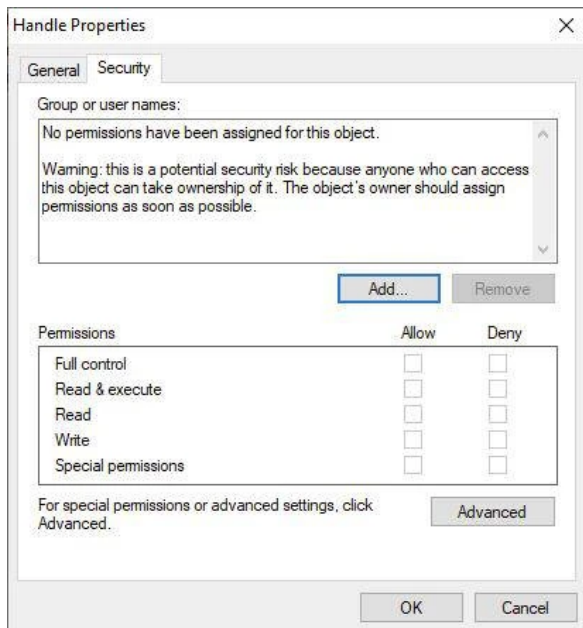 Handle Properties
General
Security
Group or user names:
No permissions have been assigned for this object.
Warning: this is a potential security risk because anyone who can access
this object can take ownership of it. The object's owner should assign
permissions as soon as possible.
Add...
Remove
Permissions
Allow
Deny
Full control
Read & execute
Read
Write
Special permissions
For special permissions or advanced settings, click
Advanced.
Advanced
OK
Cancel